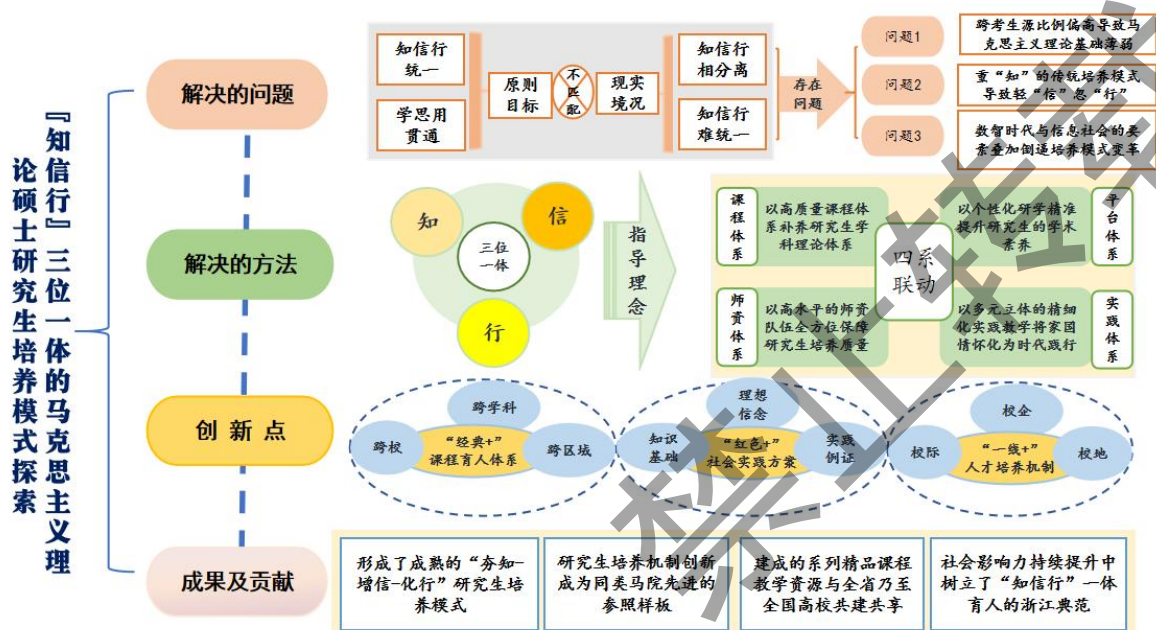 『知信行』三位一体的马克思主义理
论硕士研究生培养模式探索
解决的问题
知信行
统一
学思用
贯通
原则
目标
不
匹
配
现实
境况
知信行
相分离
知信行
难统一
存在
问题
问题1
跨考生源比例偏高导致马
克思主义理论基础薄弱
问题2
重“知”的传统培养模式
导致轻“信”怠“行”
问题3
数智时代与信息社会的要
素叠加倒逼培养模式变革
解决的方法
知
信
三位
一体
行
指导理念
课程体系
以高质量课程体
系补养研究生学
科理论体系
以个性化研学精准
提升研究生的学术
素养
平台体系
四系
联动
师资体系
以高水平的师资
队伍全方位保障
研究生培养质量
以多元立体的精细
化实践教学将家国
情怀化为时代践行
实践体系
创新点
跨学科
跨校
“经典+”
课程育人体系
跨区域
理想
信念
知识
基础
“红色+”
社会实践方案
实践
例证
校企
校际
“一线+”
人才培养机制
校地
成果及贡献
形成了成熟的“夯知-
增信-化行”研究生培
养模式
研究生培养机制创新
成为同类马院先进的
参照样板
建成的系列精品课程
教学资源与全省乃至
全国高校共建共享
社会影响力持续提升中
树立了“知信行”一体
育人的浙江典范
禁止转载